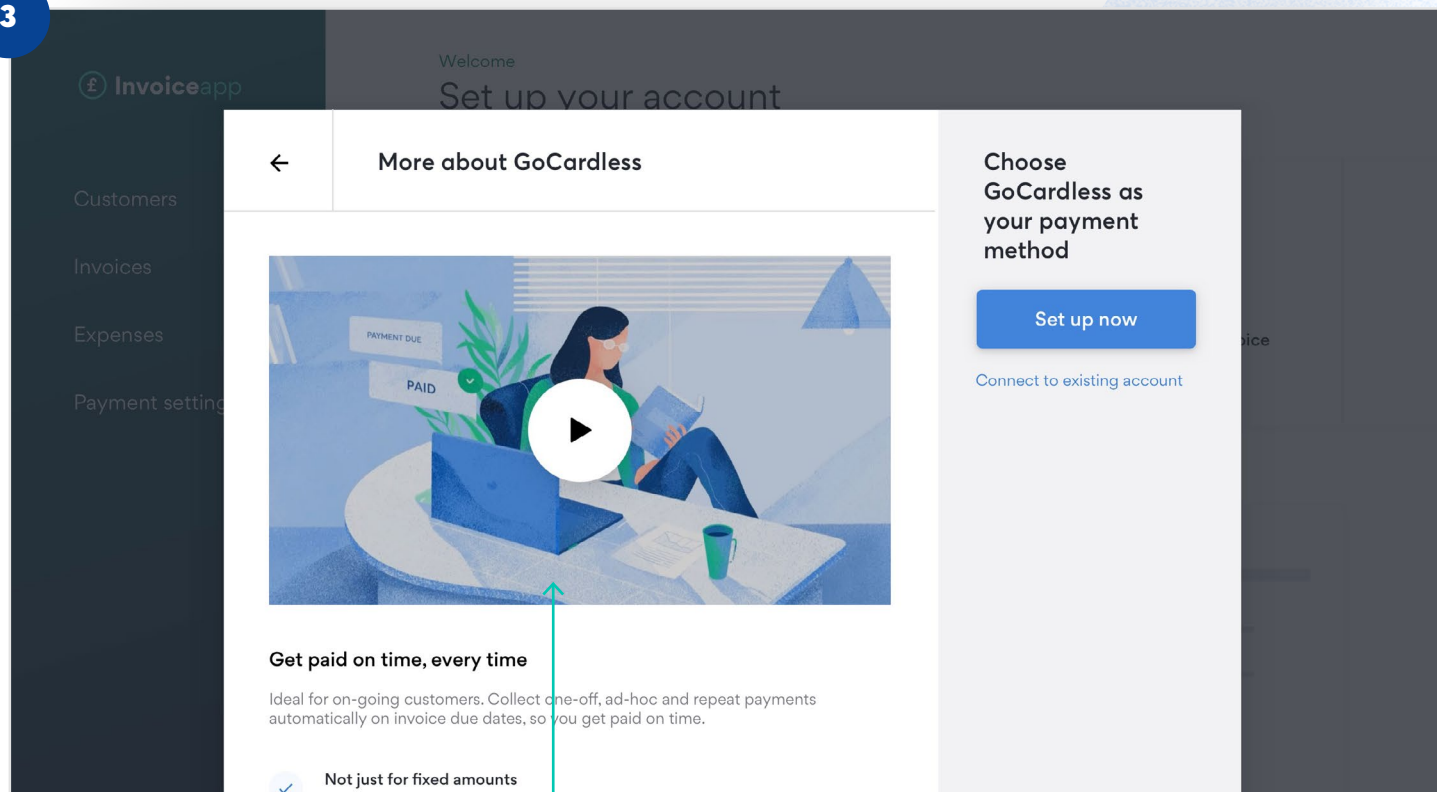 3
£ Invoiceapp
Welcome
Set up your account
Customers
Invoices
Expenses
Payment setting
More about GoCardless
PAYMENT DUE
PAID
Get paid on time, every time
Ideal for on-going customers. Collect one-off, ad-hoc and repeat payments
automatically on invoice due dates, so you get paid on time.
Not just for fixed amounts
Choose
GoCardless as
your payment
method
Set up now
Connect to existing account